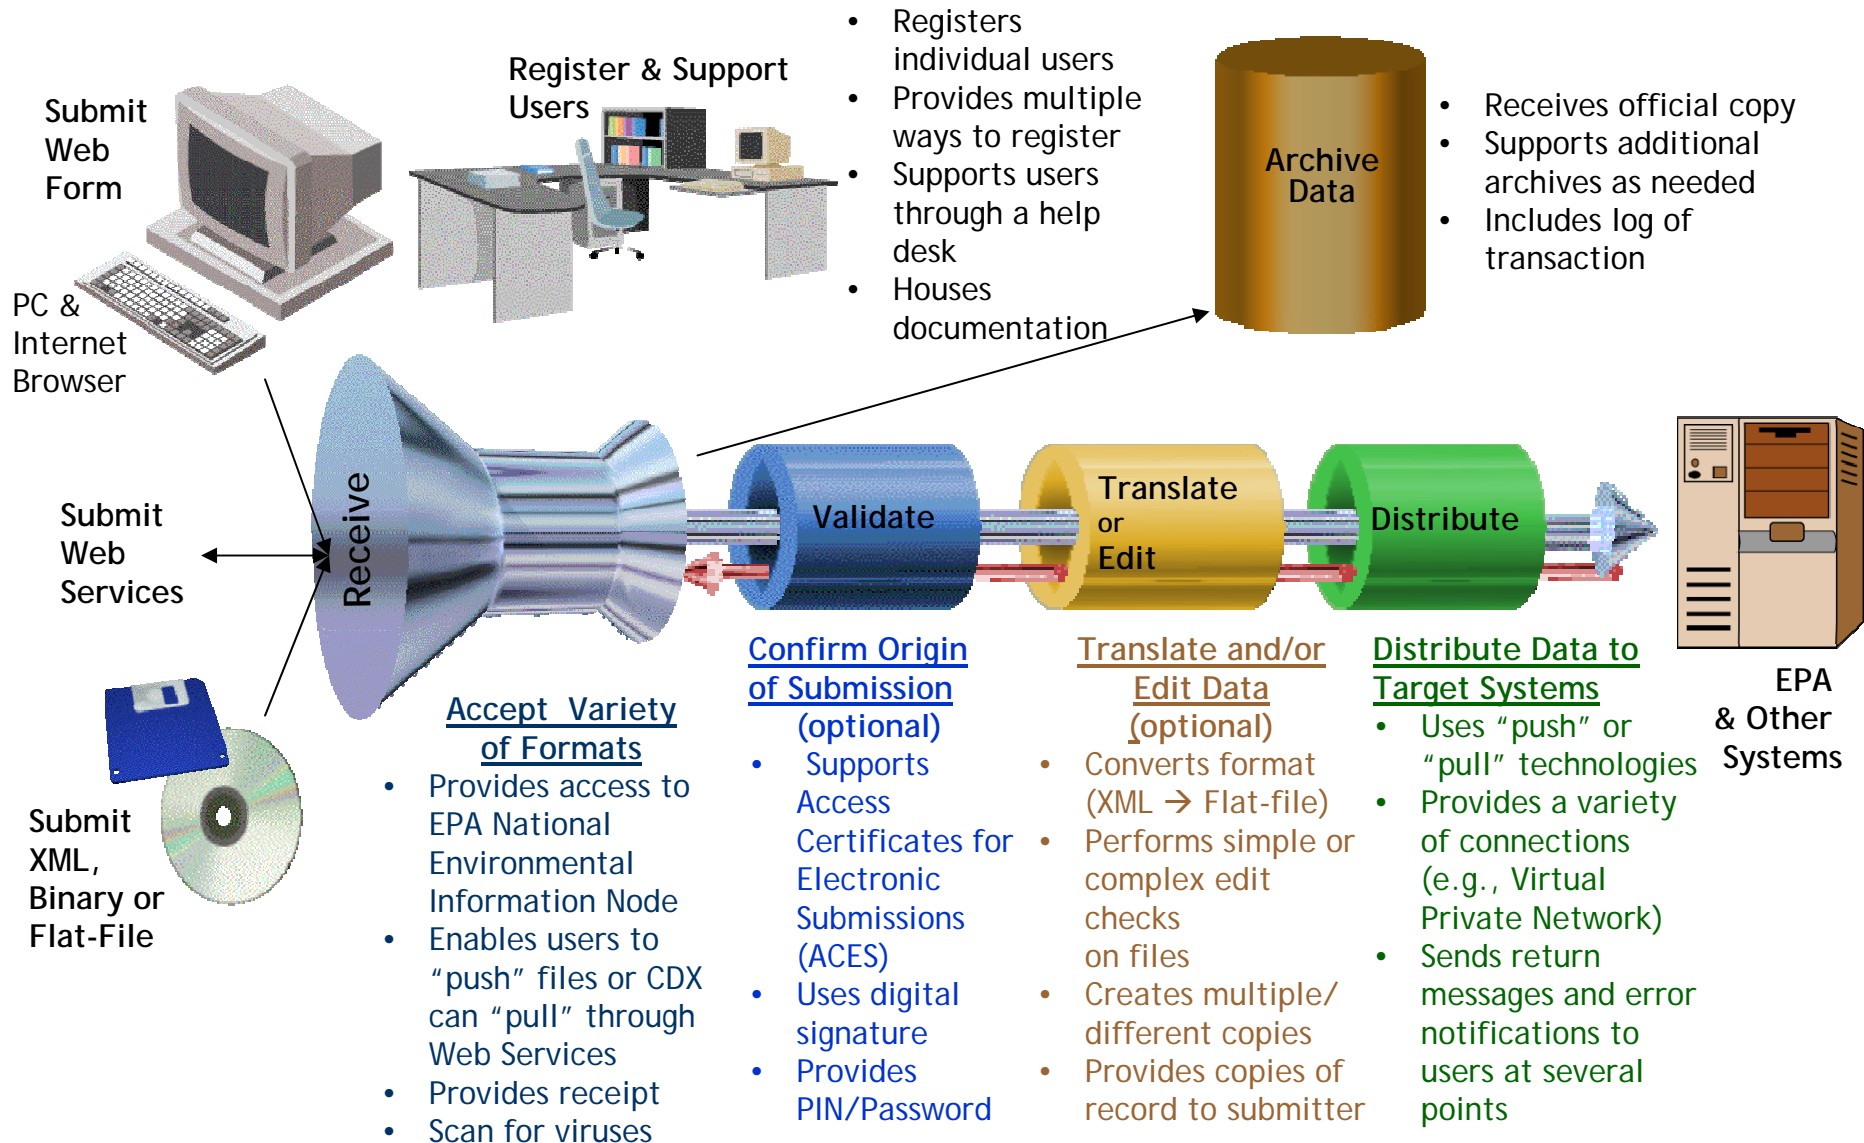 Submit
Web
Form
PC &
Internet
Browser
Register & Support
Users
• Registers
individual users
• Provides multiple
ways to register
• Supports users
through a help
desk
• Houses
documentation
Archive
Data
• Receives official copy
• Supports additional
archives as needed
• Includes log of
transaction
Submit
Web
Services
Submit
XML,
Binary or
Flat-File
Receive
Validate
Translate
or
Edit
Distribute
EPA
& Other
Systems
Accept Variety
of Formats
• Provides access to
EPA National
Environmental
Information Node
• Enables users to
“push” files or CDX
can “pull” through
Web Services
• Provides receipt
• Scan for viruses
Confirm Origin
of Submission
(optional)
• Supports
Access
Certificates for
Electronic
Submissions
(ACES)
• Uses digital
signature
• Provides
PIN/Password
Translate and/or
Edit Data
(optional)
• Converts format
(XML → Flat-file)
• Performs simple or
complex edit
checks
on files
• Creates multiple/
different copies
• Provides copies of
record to submitter
Distribute Data to
Target Systems
• Uses “push” or
“pull” technologies
• Provides a variety
of connections
(e.g., Virtual
Private Network)
• Sends return
messages and error
notifications to
users at several
points